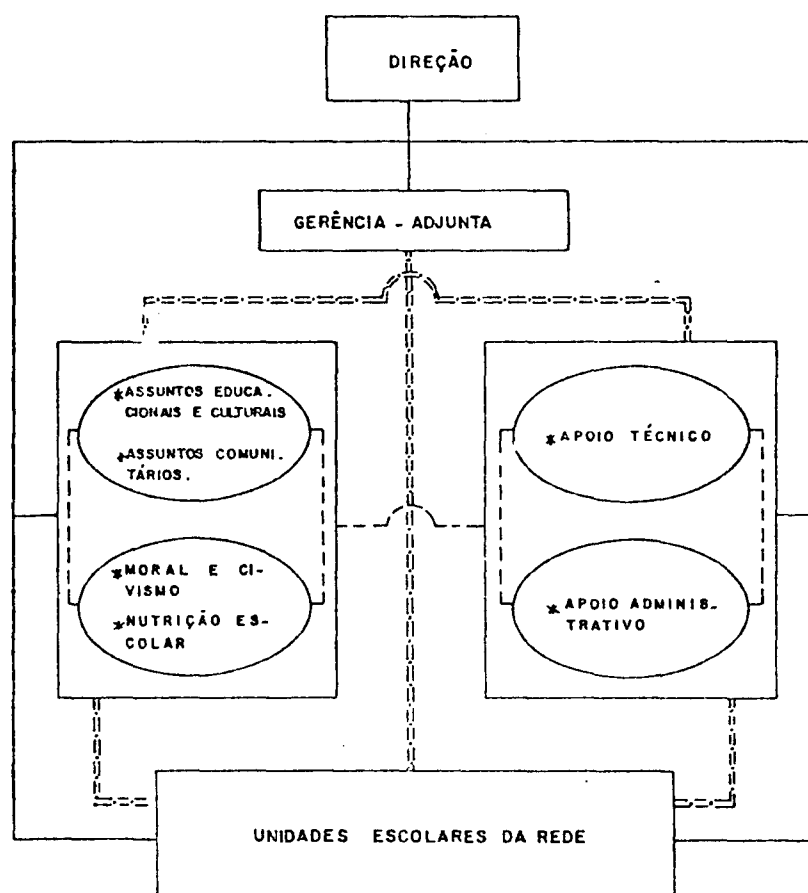 DIREÇÃO
GERÊNCIA - ADJUNTA
*ASSUNTOS EDUCA-
CIONAIS E CULTURAIS
*ASSUNTOS COMUNI-
TÁRIOS.
*MORAL E CI-
VISMO
*NUTRIÇÃO ES-
COLAR
*APOIO TÉCNICO
*APOIO ADMINIS-
TRATIVO
UNIDADES ESCOLARES DA REDE